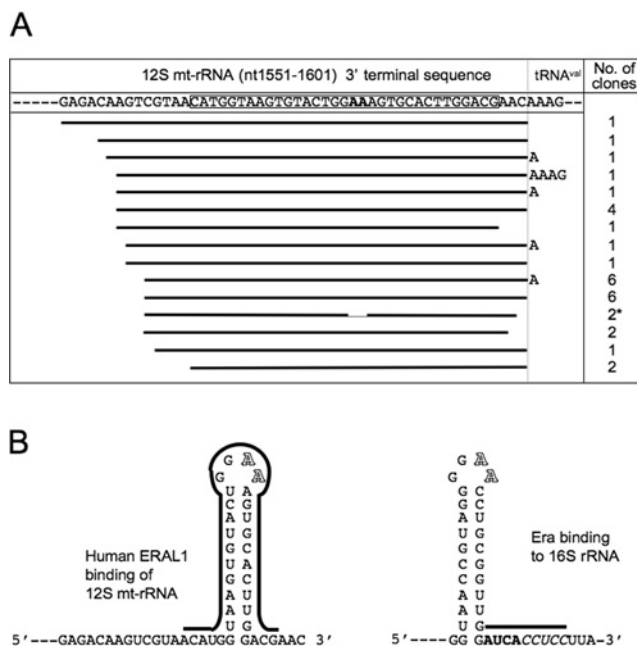 A
12S mt-rRNA (nt1551-1601) 3' terminal sequence
tRNAval
No. of clones
-----GAGACAAGTCGTAACATGGTAAGTGTACTGGAAAGTGCACTTGGACGAACAAAG--
1
1
A 1
AAAG 1
A 1
4
1
A 1
1
A 6
6
2*
2
1
2
B
G A
G A
U A
C G
A U
U G
G C
U A
G C
A U
A U
U G
5'---GAGACAAGUCGUAACAUGGGACGAAC 3'
Human ERAL1
binding of
12S mt-rRNA
G A
G A
G C
G C
A U
U G
G C
C G
C G
A U
A U
U G
5'----GG GAUCACCUCCUUA-3'
Era binding
to 16S rRNA